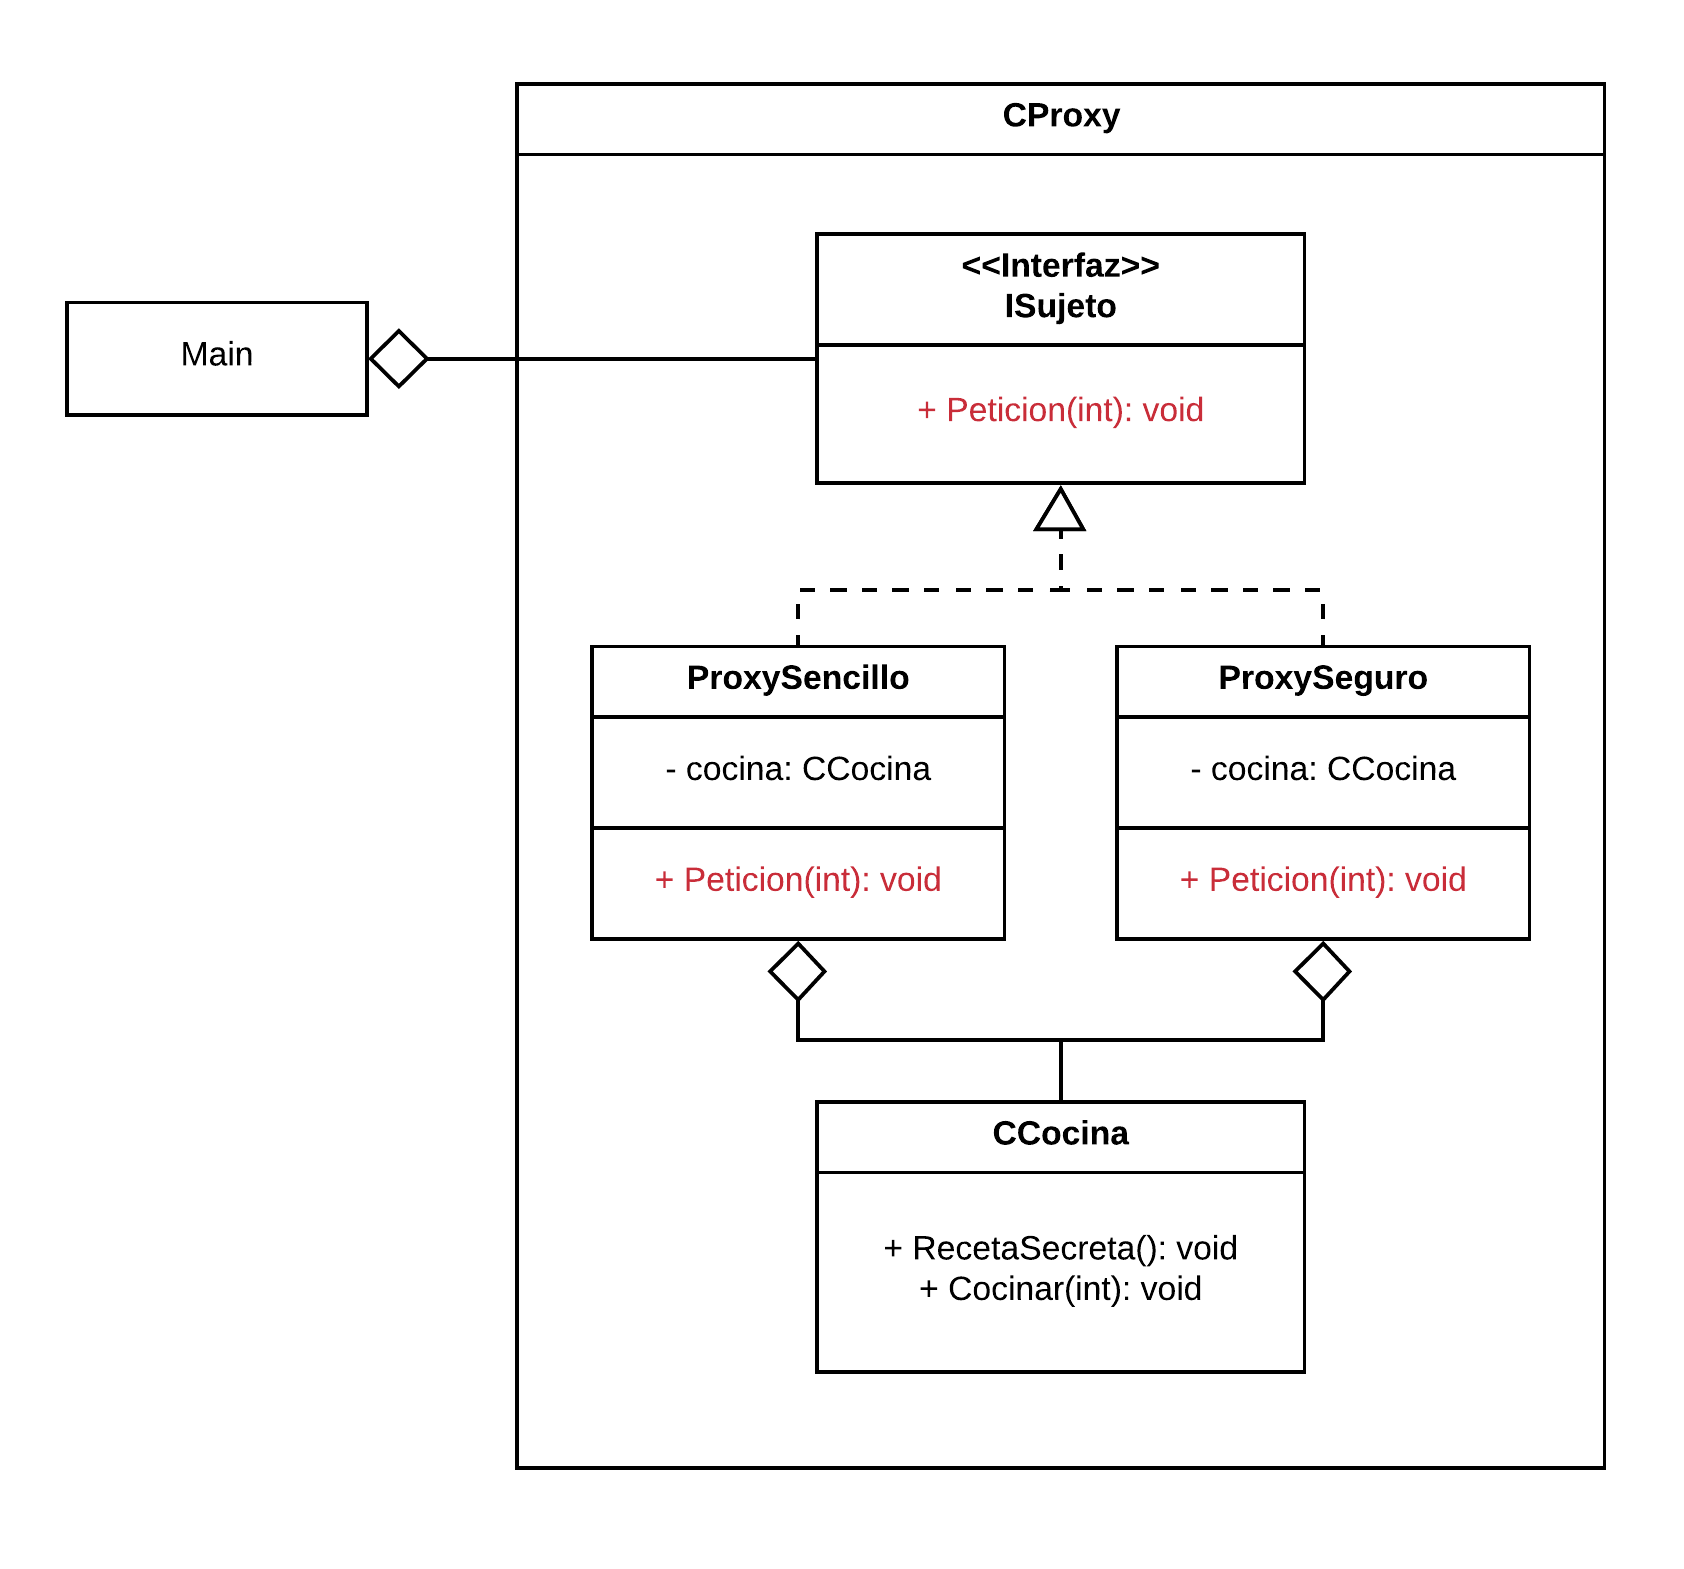 CProxy
<<Interfaz>>
ISujeto
+ Peticion(int): void
Main
ProxySencillo
- cocina: CCocina
+ Peticion(int): void
ProxySeguro
- cocina: CCocina
+ Peticion(int): void
CCocina
+ RecetaSecreta(): void
+ Cocinar(int): void